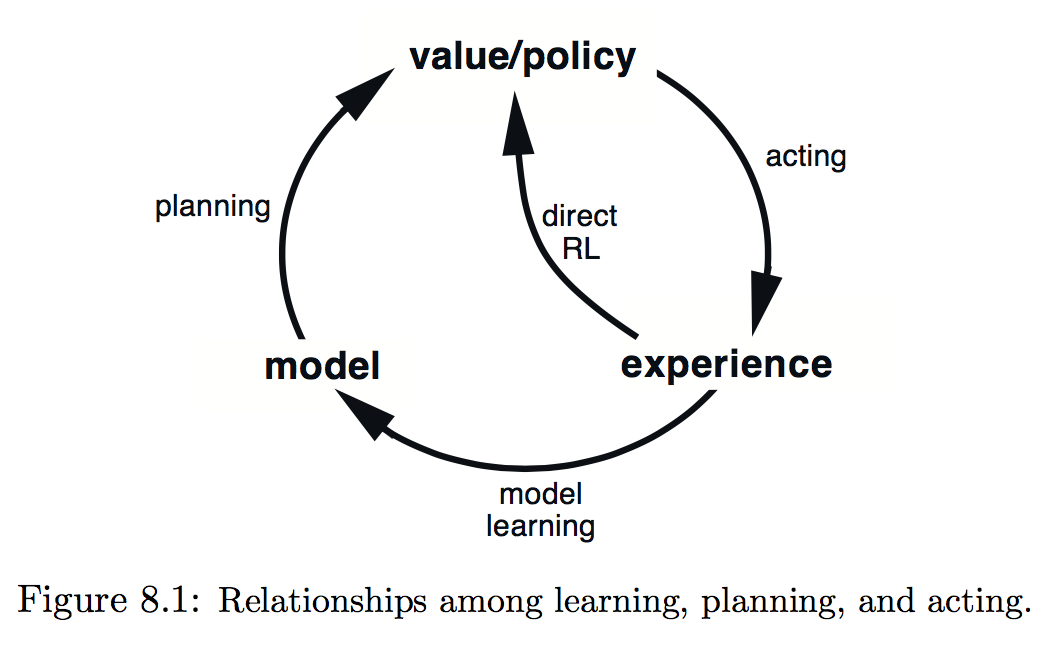 value/policy
acting
planning
direct
RL
model
experience
model
learning
Figure 8.1: Relationships among learning, planning, and acting.